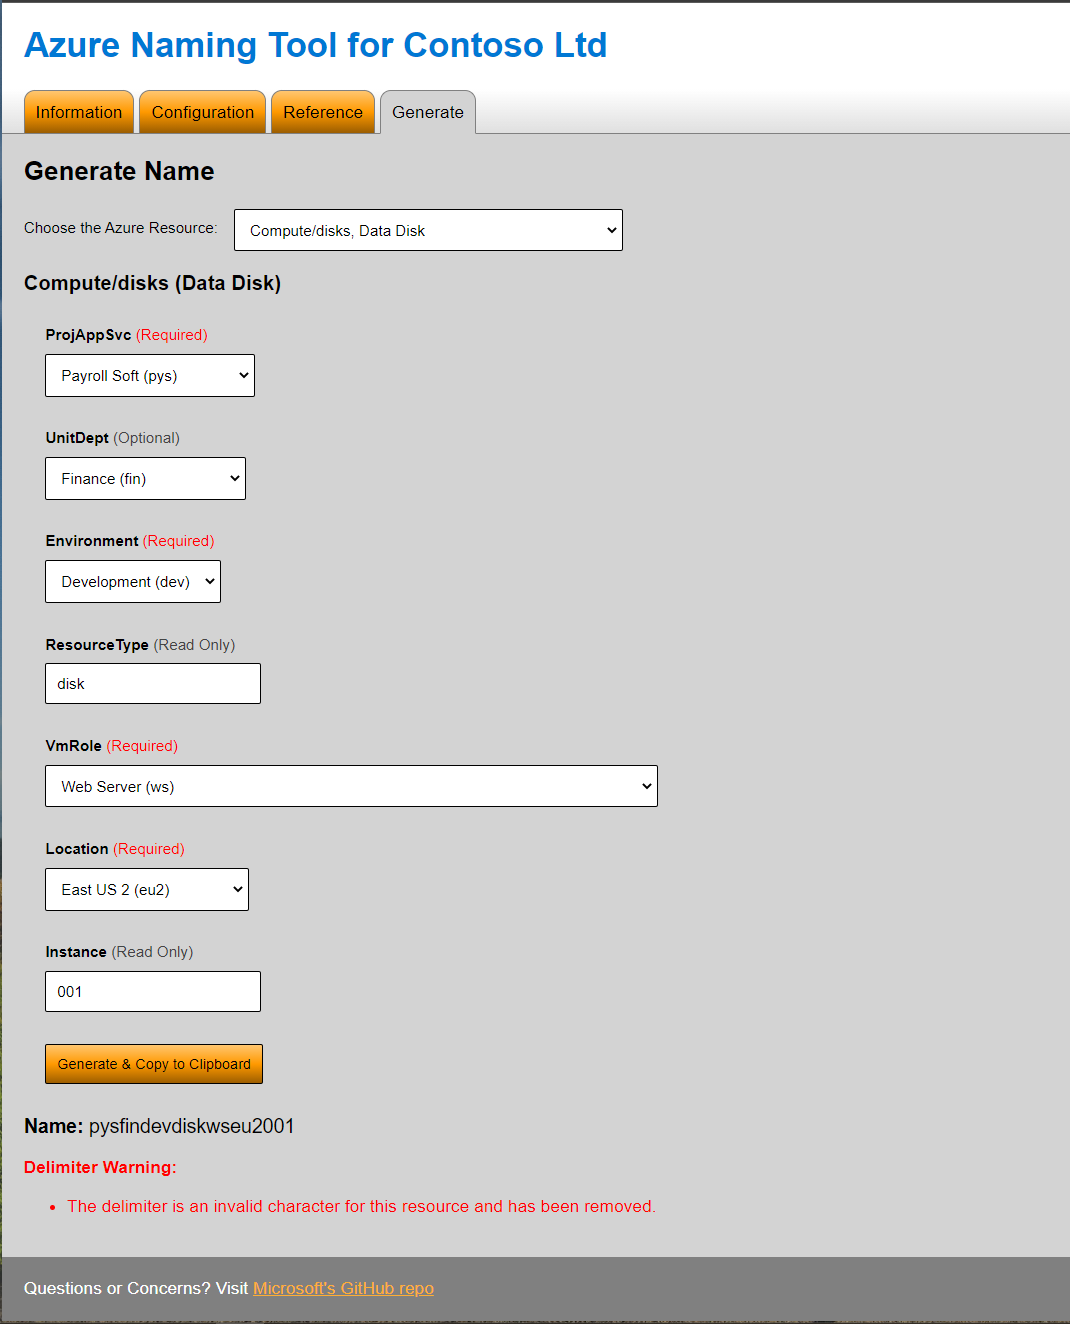 Azure Naming Tool for Contoso Ltd
Information Configuration Reference Generate
Generate Name
Choose the Azure Resource: Compute/disks, Data Disk
Compute/disks (Data Disk)
ProjAppSvc (Required)
Payroll Soft (pys)
UnitDept (Optional)
Finance (fin)
Environment (Required)
Development (dev)
ResourceType (Read Only)
disk
VmRole (Required)
Web Server (ws)
Location (Required)
East US 2 (eu2)
Instance (Read Only)
001
Generate & Copy to Clipboard
Name: pysfindevdiskwseu2001
Delimiter Warning:
• The delimiter is an invalid character for this resource and has been removed.
Questions or Concerns? Visit Microsoft's GitHub repo